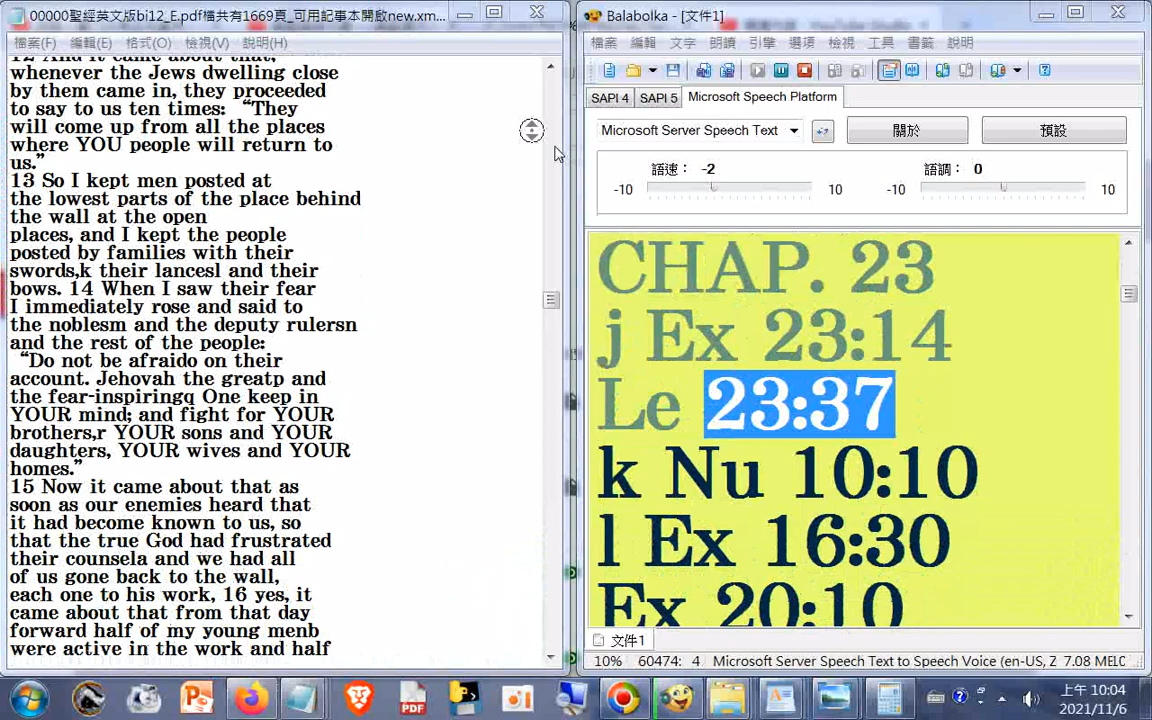 00000聖經英文版bi12_E.pdf檔共有1669頁_可用記事本開啟new.xm...
檔案(F) 編輯(E) 格式(O) 檢視(V) 說明(H)
12 And it came about that,
whenever the Jews dwelling close
by them came in, they proceeded
to say to us ten times: “They
will come up from all the places
where YOU people will return to
us.”
13 So I kept men posted at
the lowest parts of the place behind
the wall at the open
places, and I kept the people
posted by families with their
swords,k their lancesl and their
bows. 14 When I saw their fear
I immediately rose and said to
the noblesm and the deputy rulersn
and the rest of the people:
“Do not be afraido on their
account. Jehovah the greatp and
the fear-inspiringq One keep in
YOUR mind; and fight for YOUR
brothers,r YOUR sons and YOUR
daughters, YOUR wives and YOUR
homes.”
15 Now it came about that as
soon as our enemies heard that
it had become known to us, so
that the true God had frustrated
their counsela and we had all
of us gone back to the wall,
each one to his work, 16 yes, it
came about that from that day
forward half of my young menb
were active in the work and half
Balabolka - [文件1]
檔案 編輯 文字 朗讀 引擎 選項 檢視 工具 書籤 說明
SAPI 4 SAPI 5 Microsoft Speech Platform
Microsoft Server Speech Text 關於 預設
語速: -2 語調: 0
-10 10 -10 10
CHAP. 23
j Ex 23:14
Le 23:37
k Nu 10:10
l Ex 16:30
Ex 20:10
文件1
10% 60474: 4 Microsoft Server Speech Text to Speech Voice (en-US, Z 7.08 MELC
PDF
上午 10:04
2021/11/6